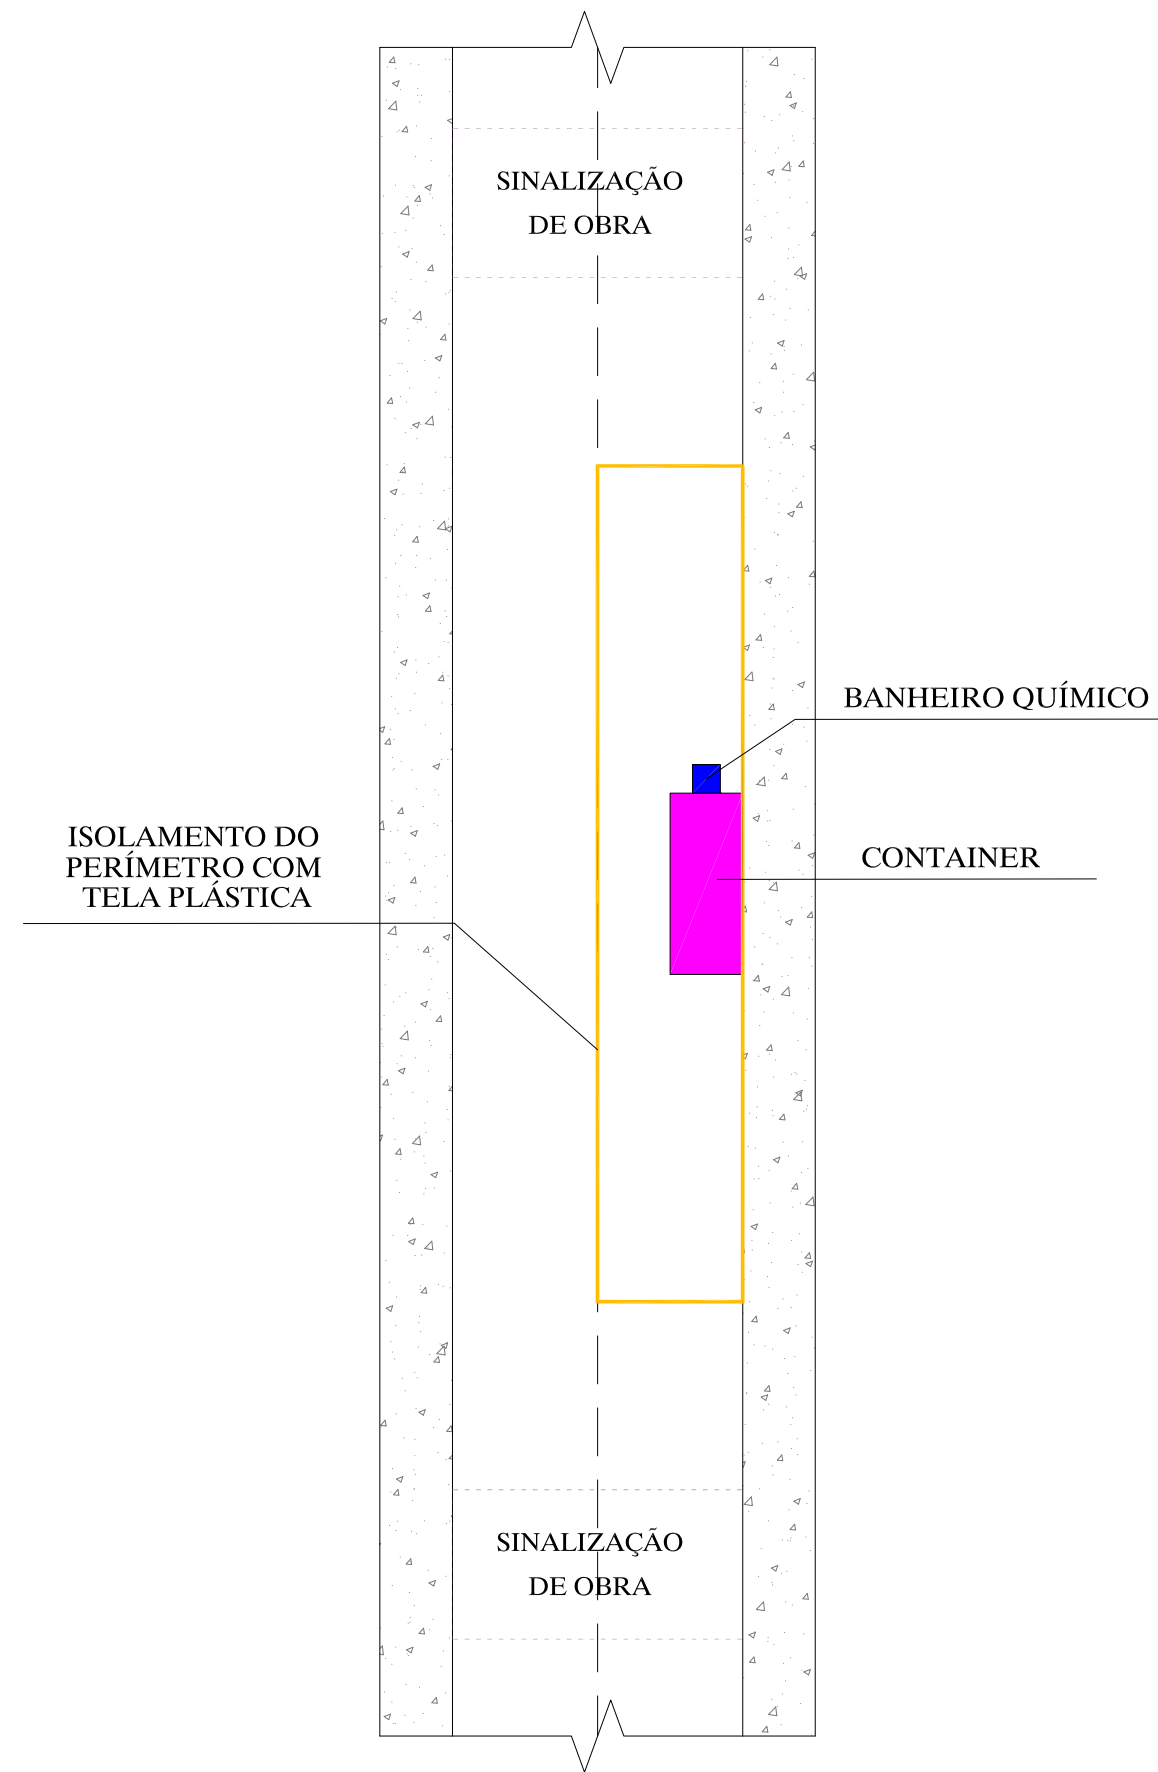 SINALIZAÇÃO
DE OBRA
BANHEIRO QUÍMICO
ISOLAMENTO DO
PERÍMETRO COM
TELA PLÁSTICA
CONTAINER
SINALIZAÇÃO
DE OBRA